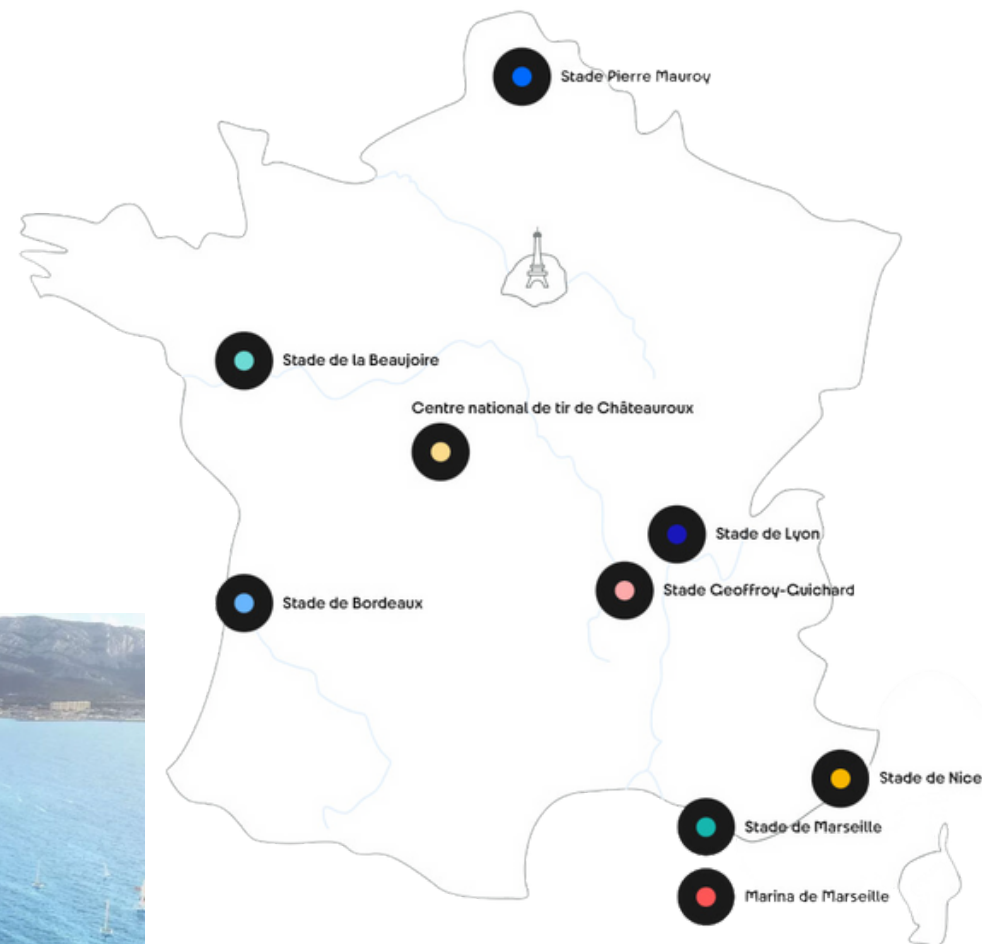 Stade Pierre Mauroy
Stade de la Beaujoire
Centre national de tir de Châteauroux
Stade de Lyon
Stade Geoffroy-Guichard
Stade de Bordeaux
Stade de Nice
Stade de Marseille
Marina de Marseille